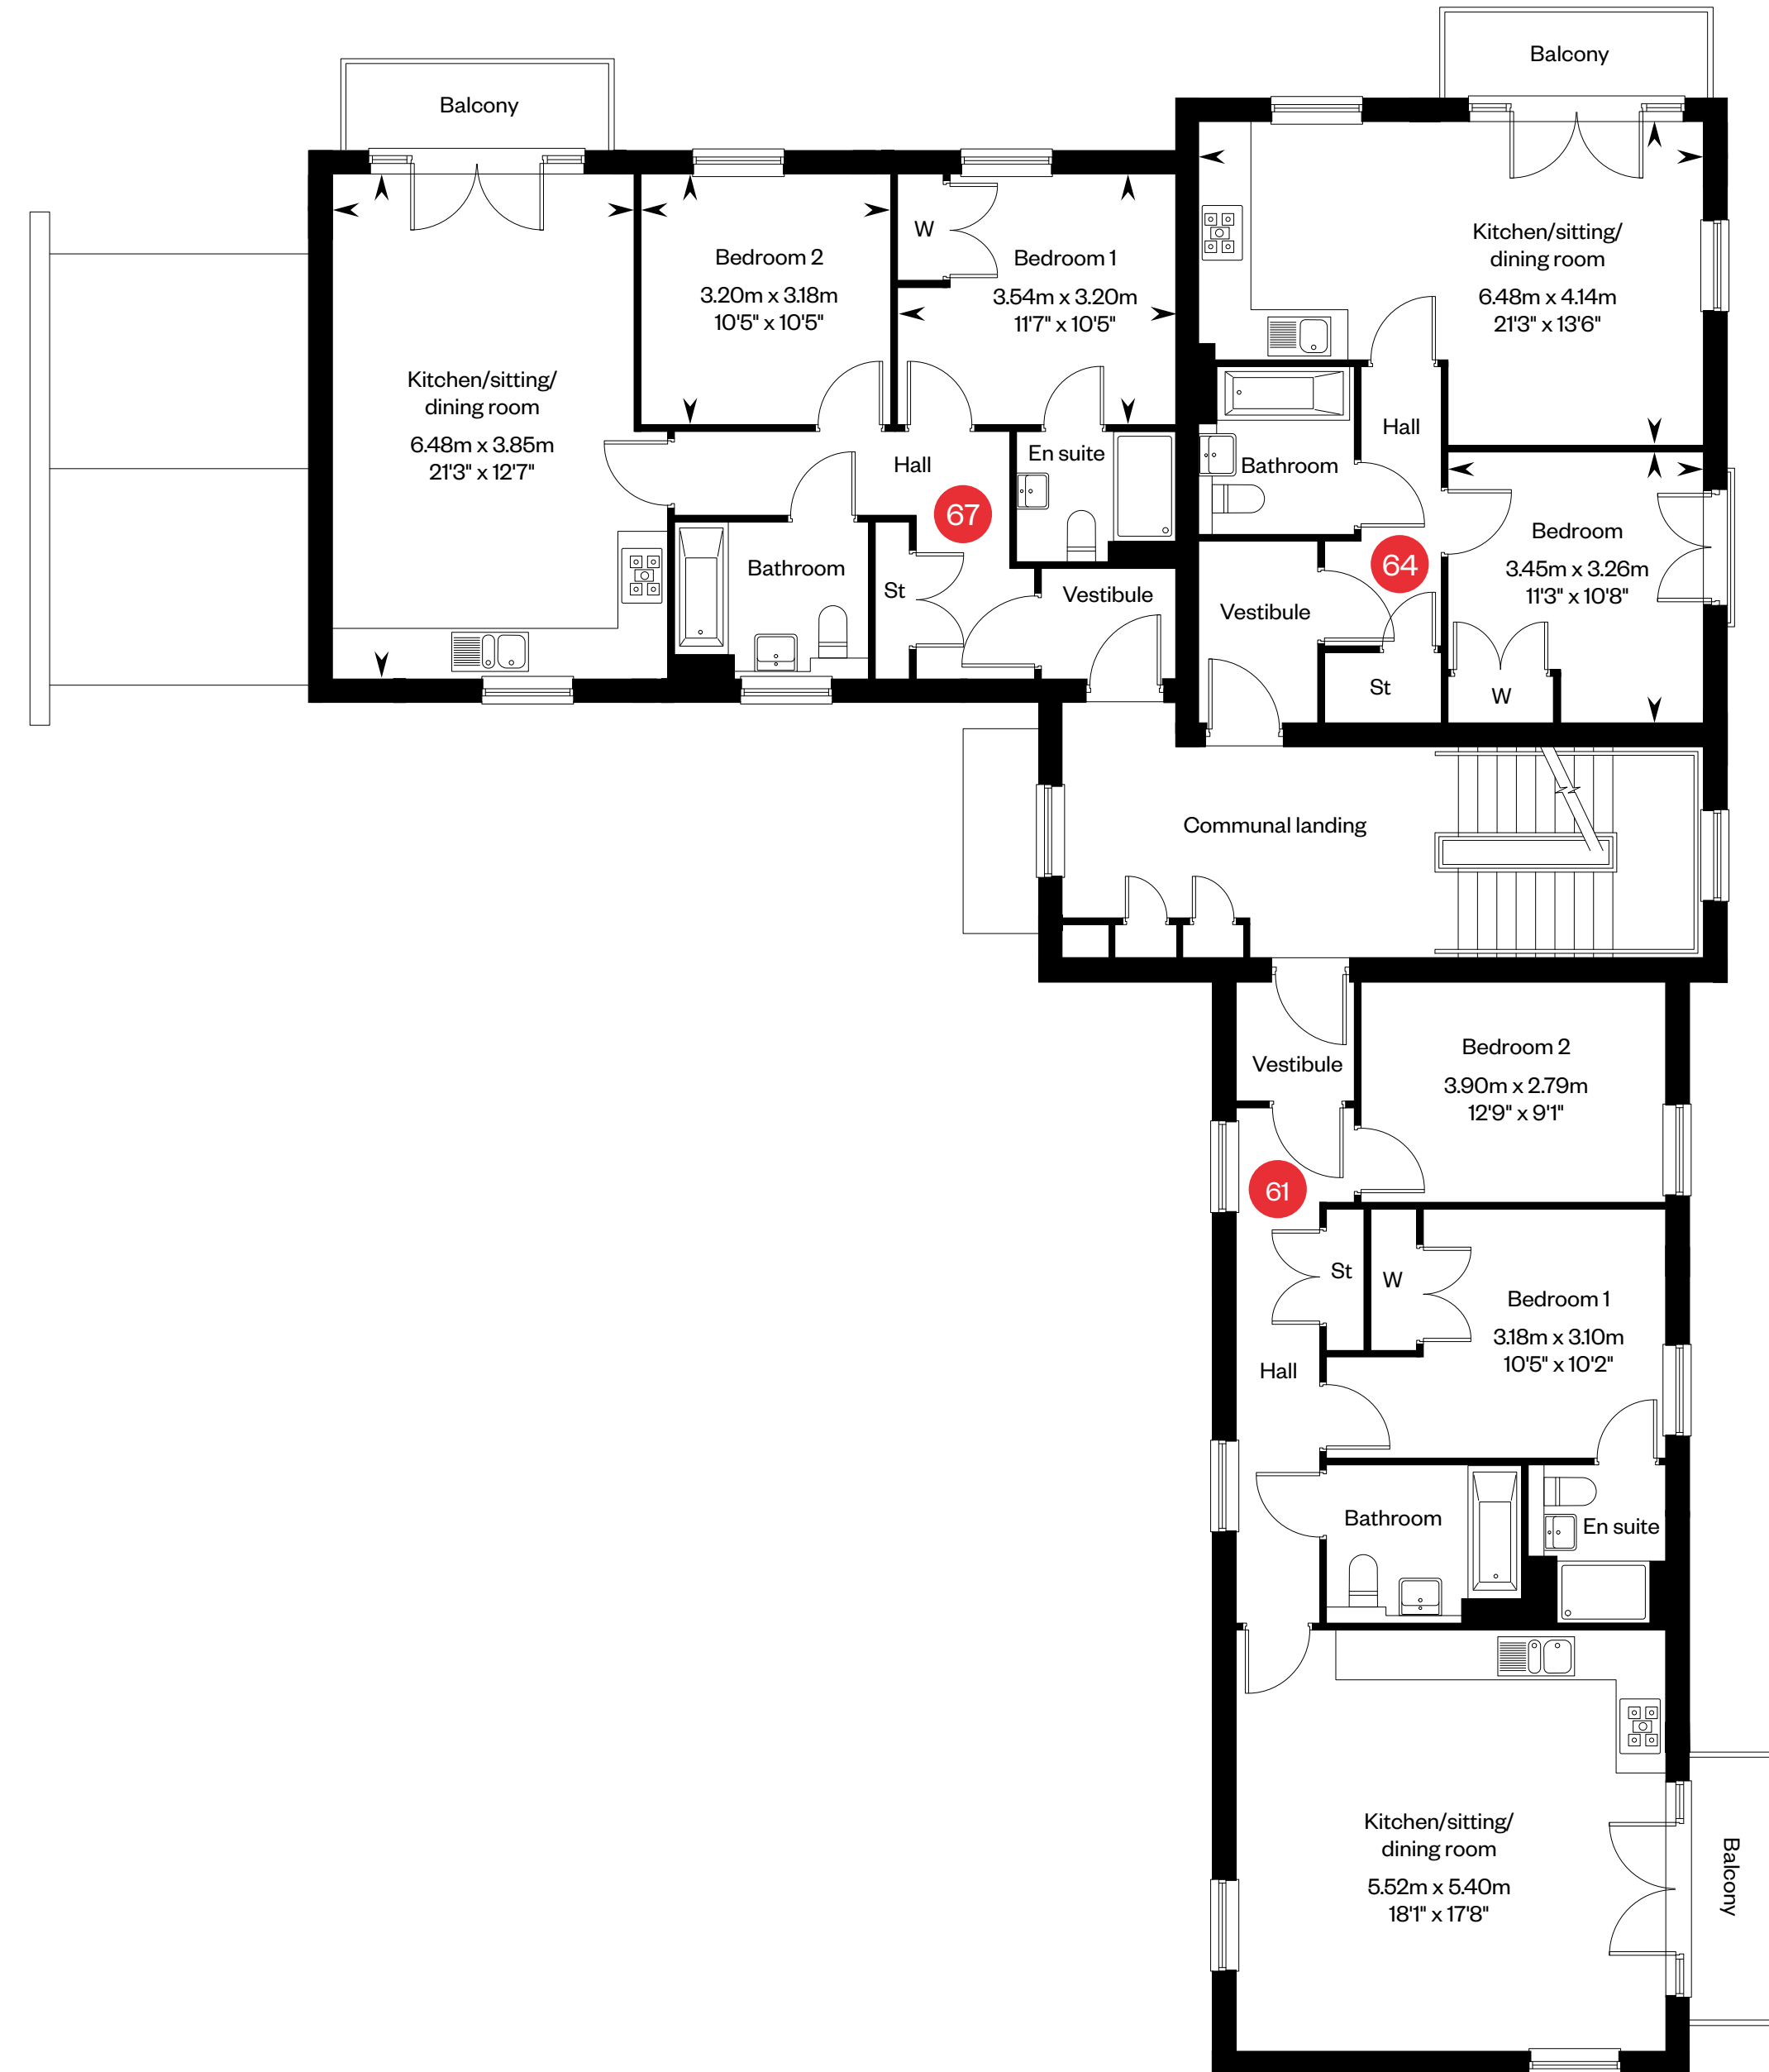 Balcony
Kitchen/sitting/
dining room
6.48m x 3.85m
21'3" x 12'7"
Bedroom 2
3.20m x 3.18m
10'5" x 10'5"
W
Bedroom 1
3.54m x 3.20m
11'7" x 10'5"
Hall
67
En suite
Bathroom
St
Vestibule
Balcony
Kitchen/sitting/
dining room
6.48m x 4.14m
21'3" x 13'6"
Hall
Bathroom
64
Bedroom
3.45m x 3.26m
11'3" x 10'8"
Vestibule
St
W
Communal landing
Vestibule
Bedroom 2
3.90m x 2.79m
12'9" x 9'1"
61
St
W
Bedroom 1
3.18m x 3.10m
10'5" x 10'2"
Hall
Bathroom
En suite
Kitchen/sitting/
dining room
5.52m x 5.40m
18'1" x 17'8"
Balcony